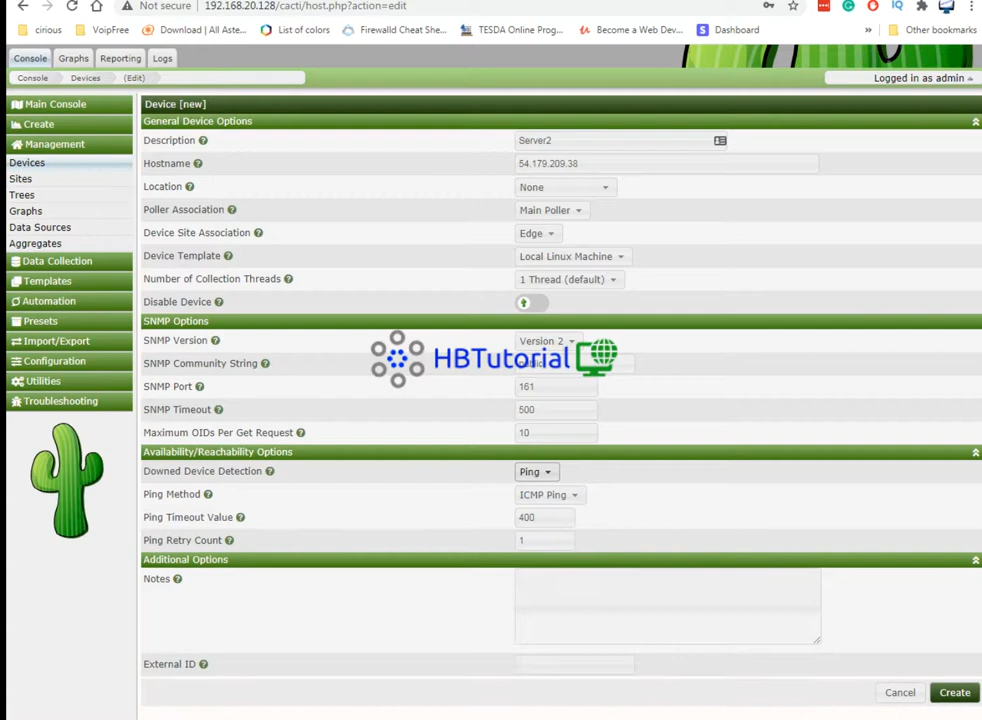 Not secure 192.168.20.128/cacti/host.php?action=edit
cirious VoipFree Download | All Aste... List of colors Firewalld Cheat She... TESDA Online Prog... Become a Web Dev... Dashboard » Other bookmarks
Console Graphs Reporting Logs
Console Devices (Edit) Logged in as admin
Main Console
Create
Management
Devices
Sites
Trees
Graphs
Data Sources
Aggregates
Data Collection
Templates
Automation
Presets
Import/Export
Configuration
Utilities
Troubleshooting
Device [new]
General Device Options
Description Server2
Hostname 54.179.209.38
Location None
Poller Association Main Poller
Device Site Association Edge
Device Template Local Linux Machine
Number of Collection Threads 1 Thread (default)
Disable Device
SNMP Options
SNMP Version Version 2
HBTutorial
SNMP Community String
SNMP Port 161
SNMP Timeout 500
Maximum OIDs Per Get Request 10
Availability/Reachability Options
Downed Device Detection Ping
Ping Method ICMP Ping
Ping Timeout Value 400
Ping Retry Count 1
Additional Options
Notes
External ID
Cancel Create